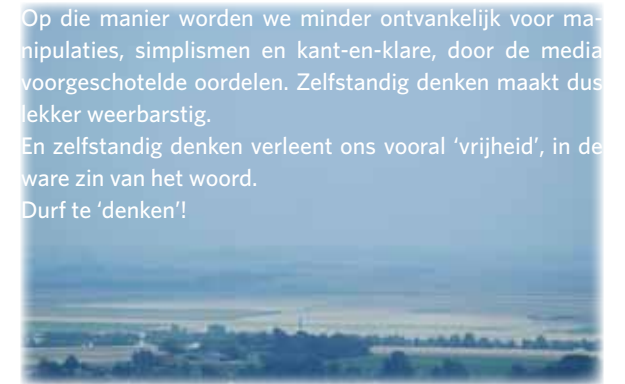 Op die manier worden we minder ontvankelijk voor ma-
nipulaties, simplismen en kant-en-klare, door de media
voorgeschotelde oordelen. Zelfstandig denken maakt dus
lekker weerbarstig.
En zelfstandig denken verleent ons vooral ‘vrijheid’, in de
ware zin van het woord.
Durf te ‘denken’!